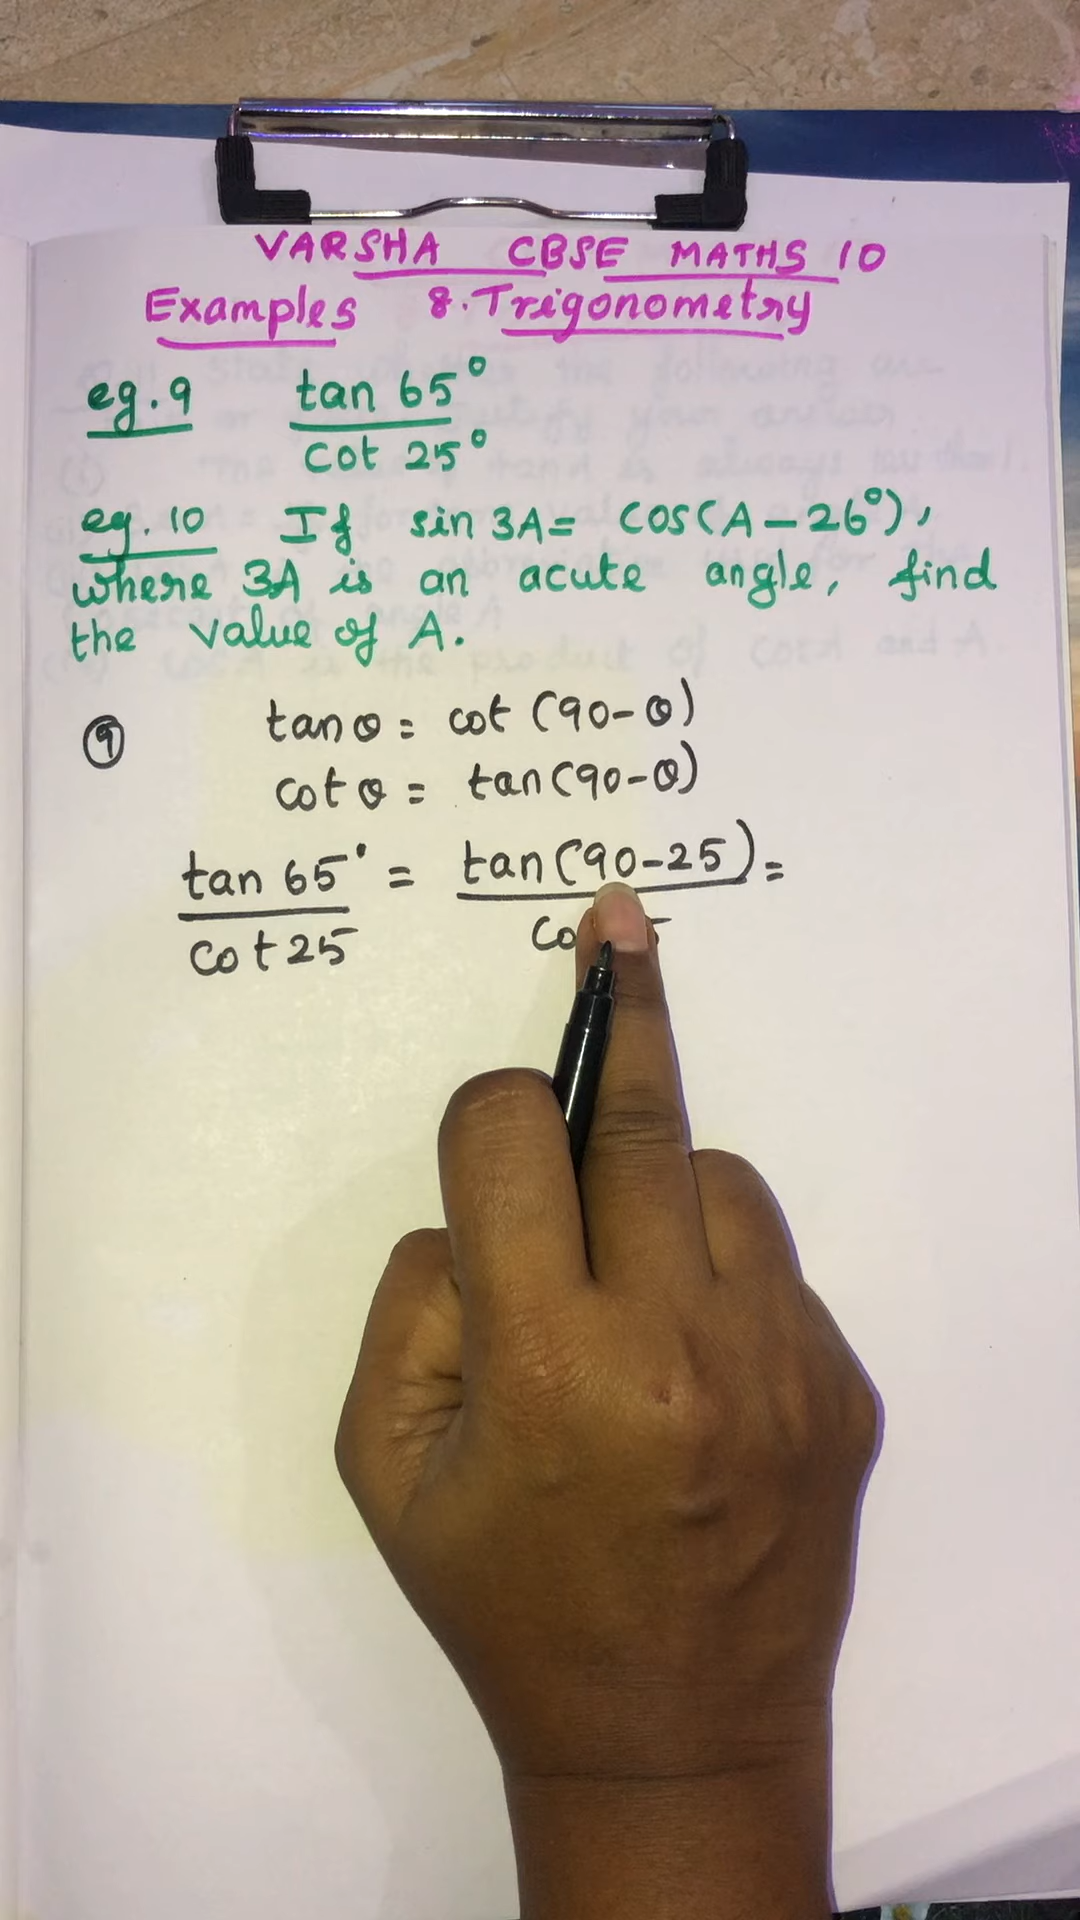 VARSHA CBSE MATHS 10
Examples 8. Trigonometry
eg. 9 tan 65°
cot 25°
eg. 10 If sin 3A = cos(A – 26°),
where 3A is an acute angle, find
the value of A.
9 tan θ = cot (90 - θ)
cot θ = tan(90 - θ)
tan 65° = tan(90 - 25) =
cot 25